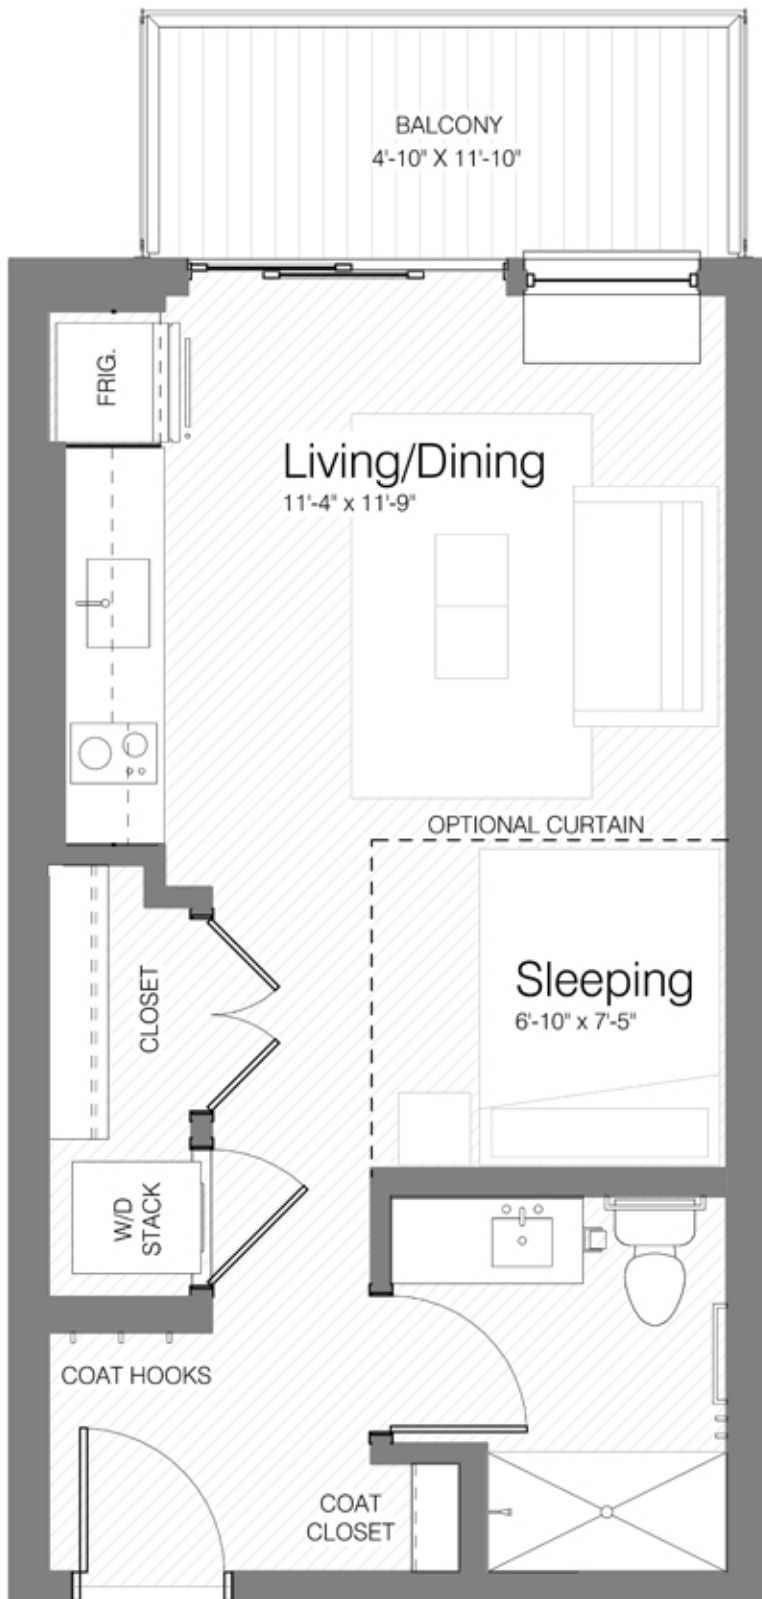 BALCONY
4'-10" X 11'-10"
FRIG.
Living/Dining
11'-4" x 11'-9"
OPTIONAL CURTAIN
CLOSET
Sleeping
6'-10" x 7'-5"
W/D
STACK
COAT HOOKS
COAT
CLOSET